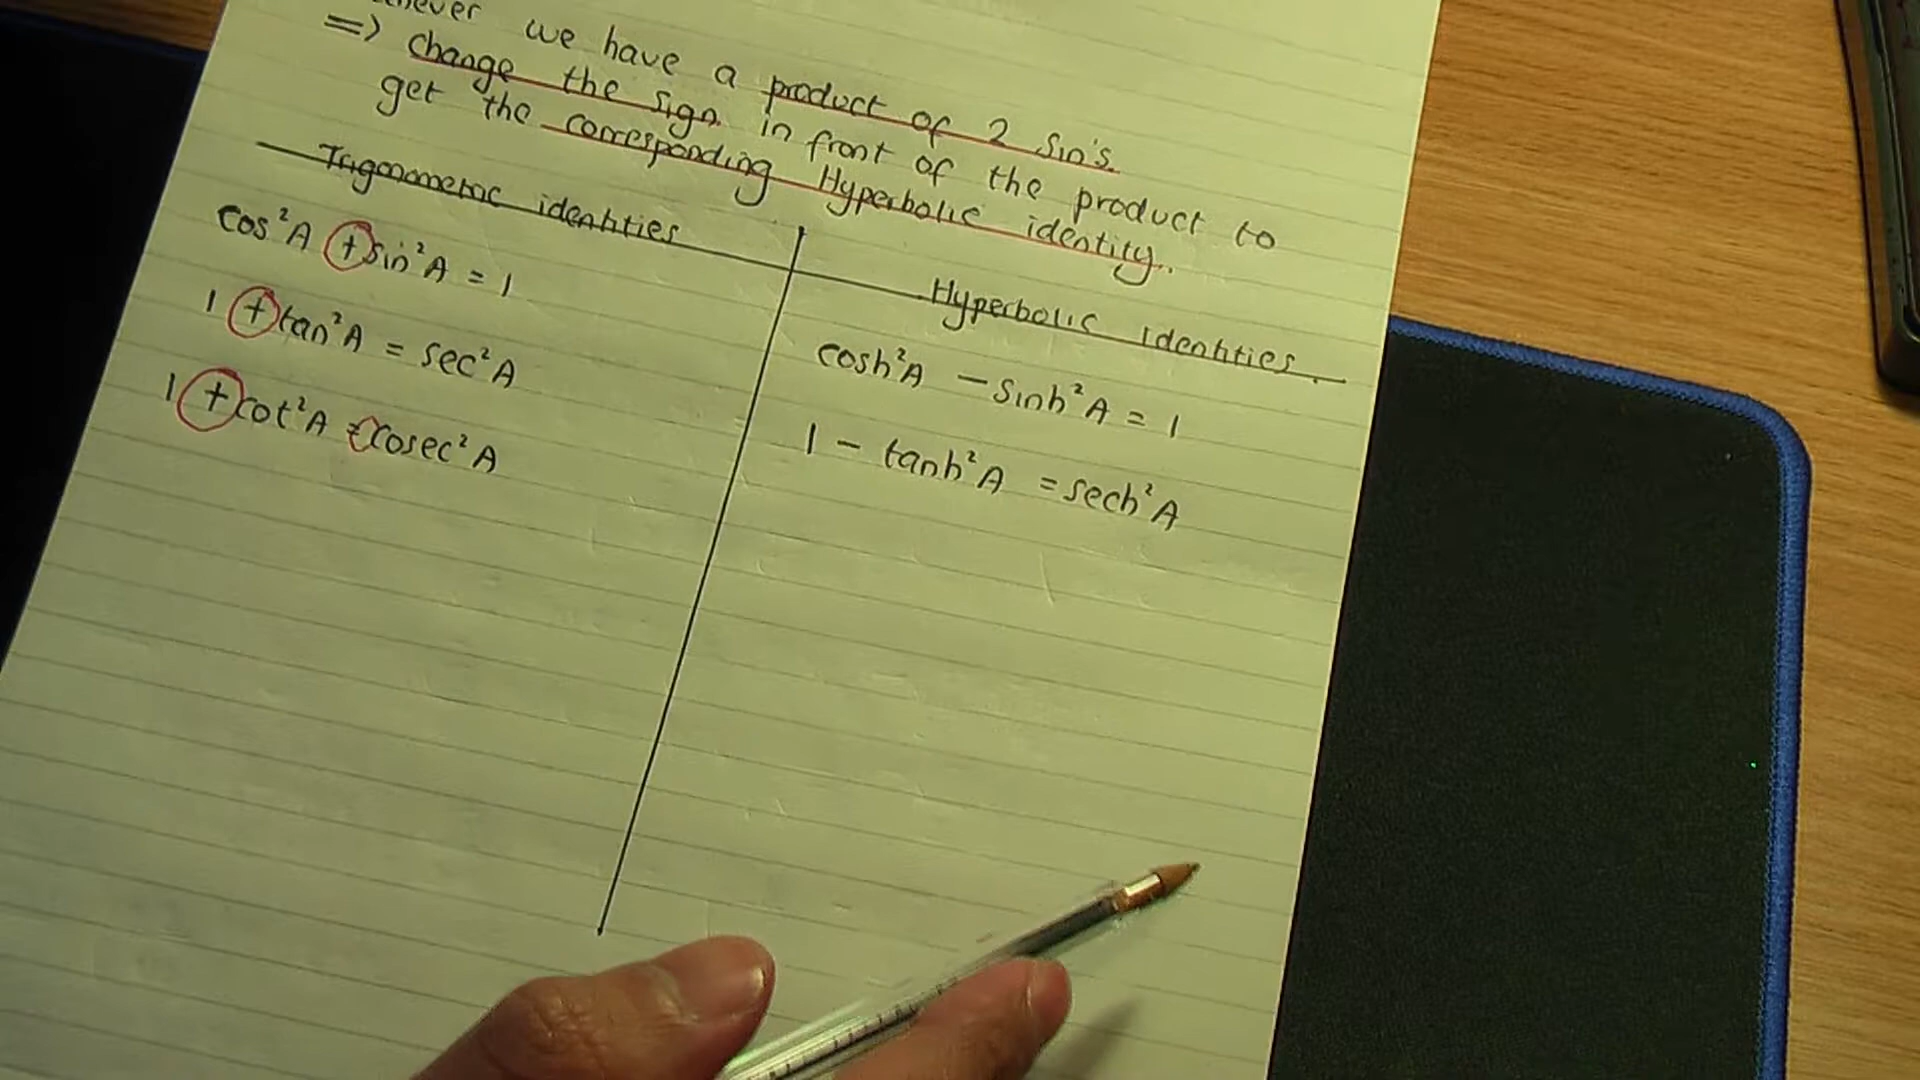 we have a product of 2 Sin's.
=> change the sign in front of the product to
get the corresponding Hyperbolic identity.
Trigonometric identities
Hyperbolic identities.
cos²A + sin²A = 1
1 + tan²A = sec²A
1 + cot²A = cosec²A
cosh²A - sinh²A = 1
1 - tanh²A = sech²A